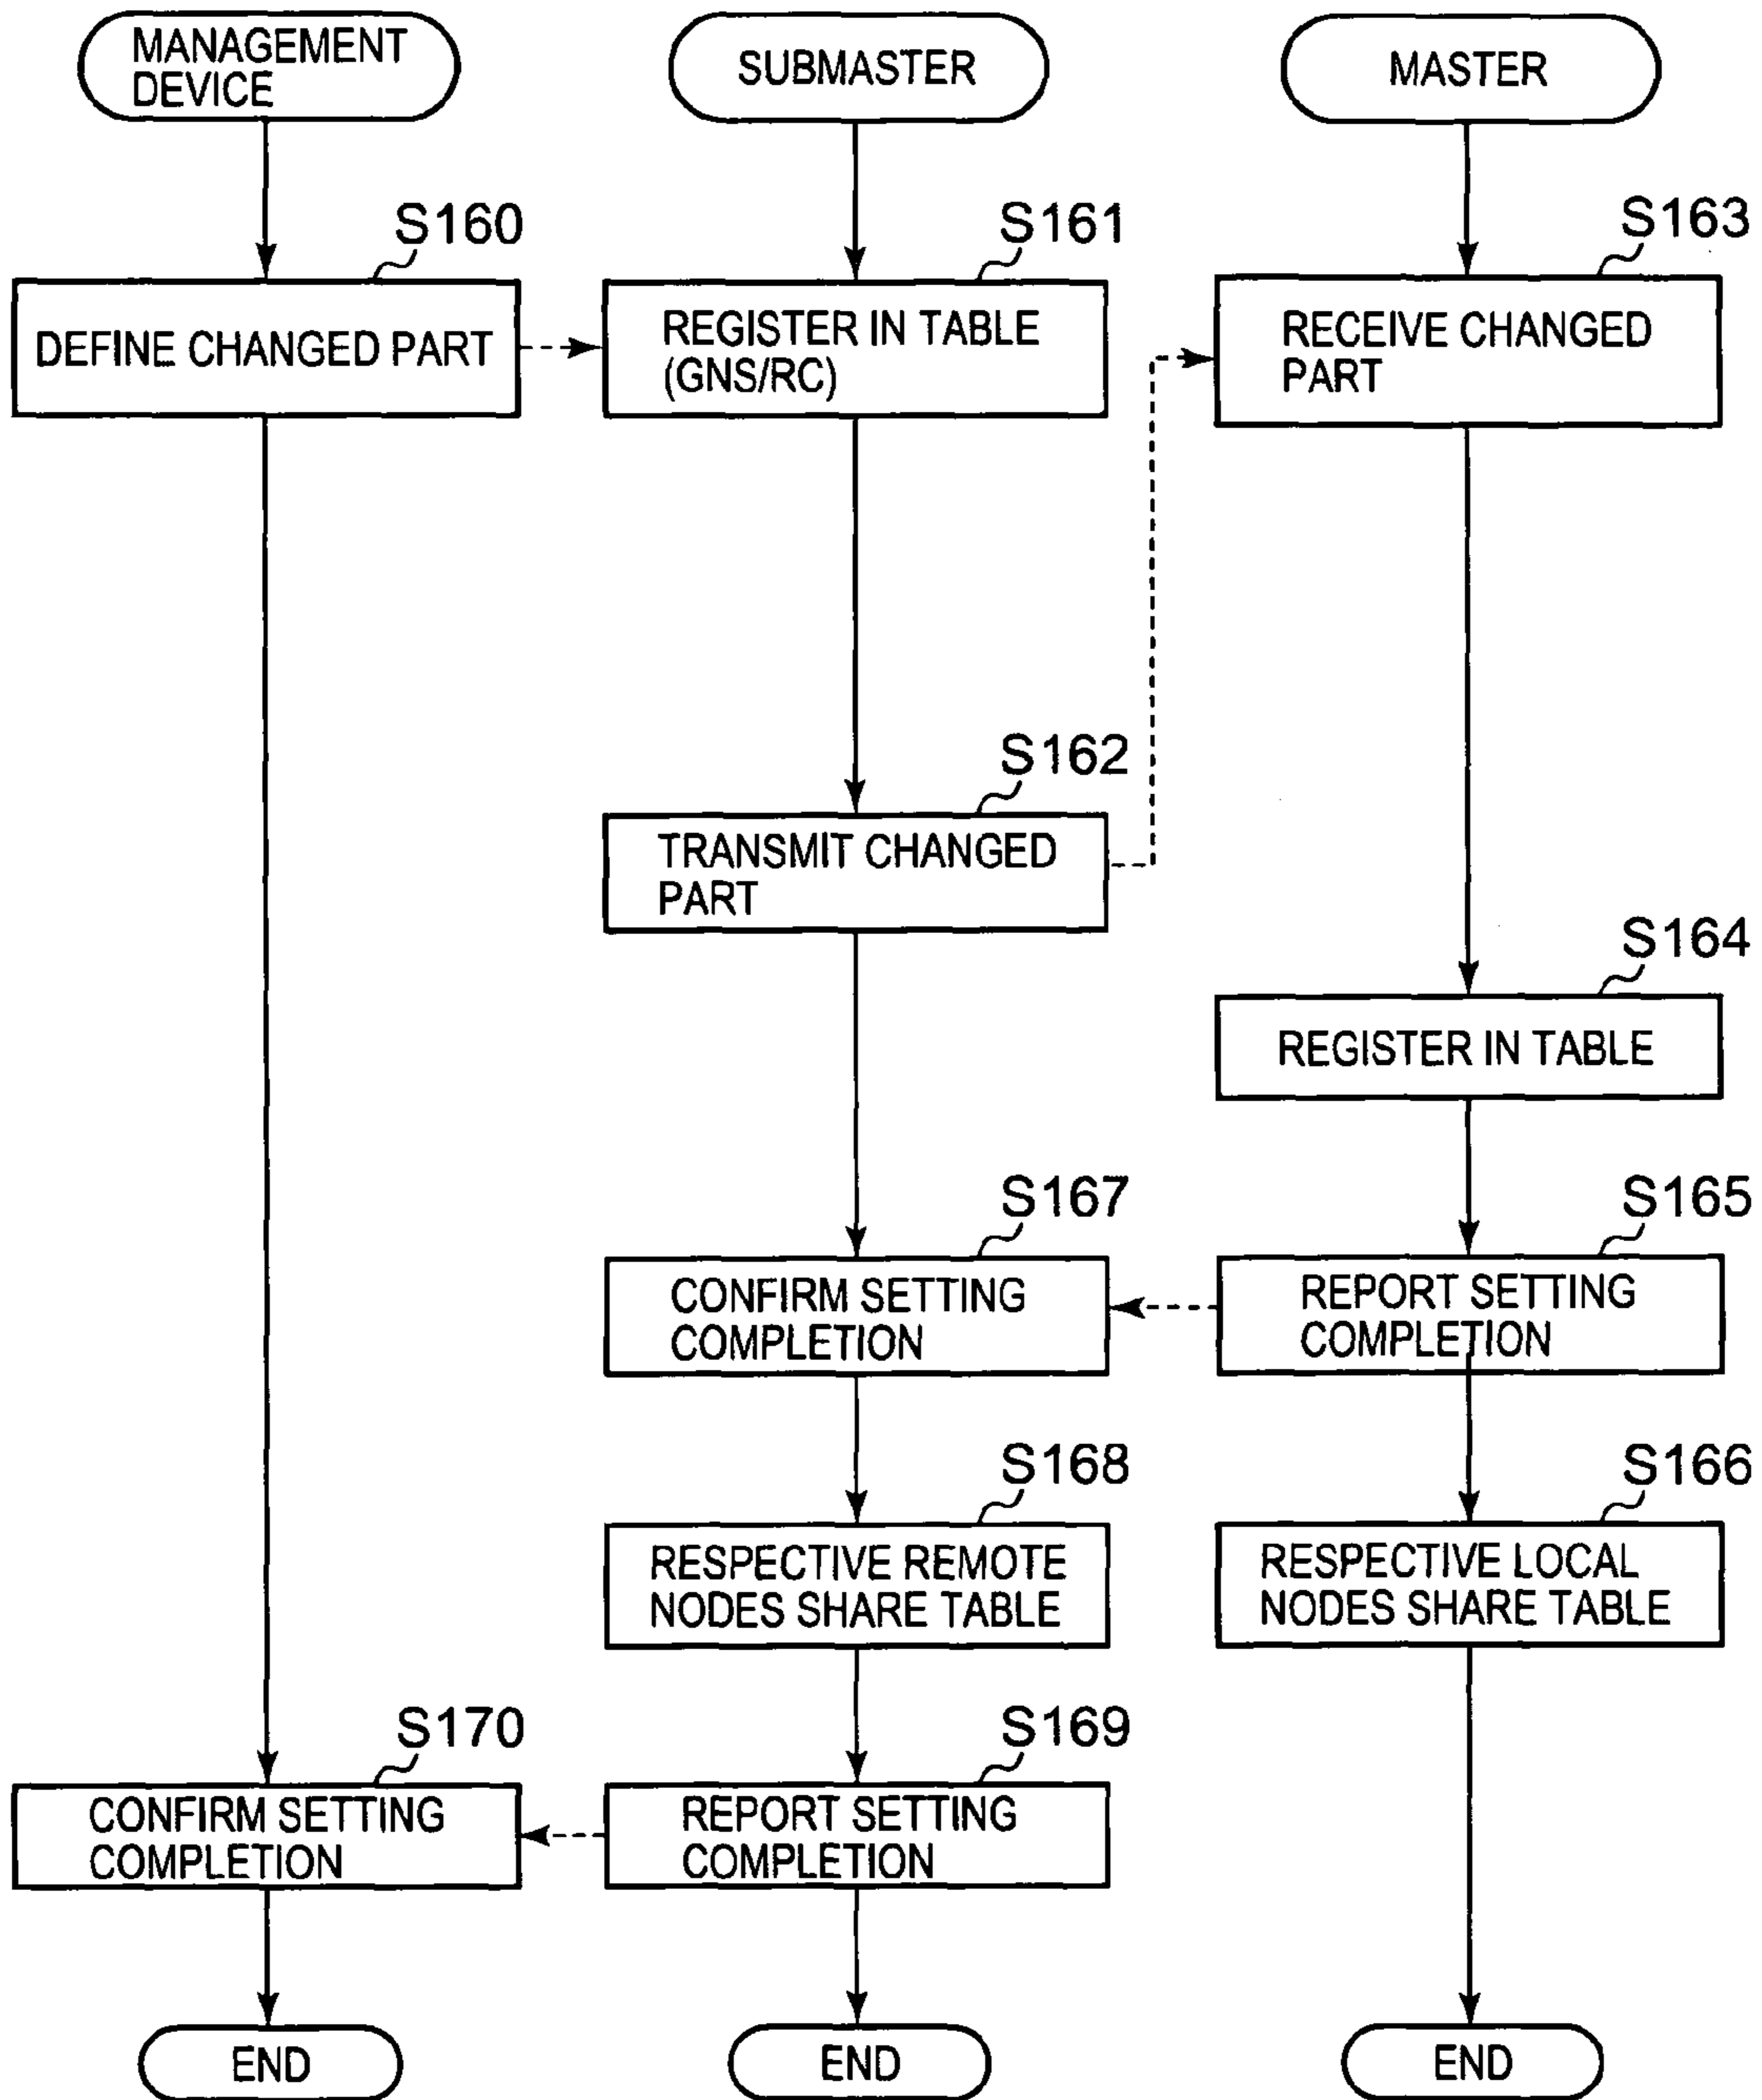 MANAGEMENT
DEVICE
SUBMASTER
MASTER
S160
S161
S163
DEFINE CHANGED PART
REGISTER IN TABLE
(GNS/RC)
RECEIVE CHANGED
PART
S162
TRANSMIT CHANGED
PART
S164
REGISTER IN TABLE
S167
S165
CONFIRM SETTING
COMPLETION
REPORT SETTING
COMPLETION
S168
S166
RESPECTIVE REMOTE
NODES SHARE TABLE
RESPECTIVE LOCAL
NODES SHARE TABLE
S170
S169
CONFIRM SETTING
COMPLETION
REPORT SETTING
COMPLETION
END
END
END